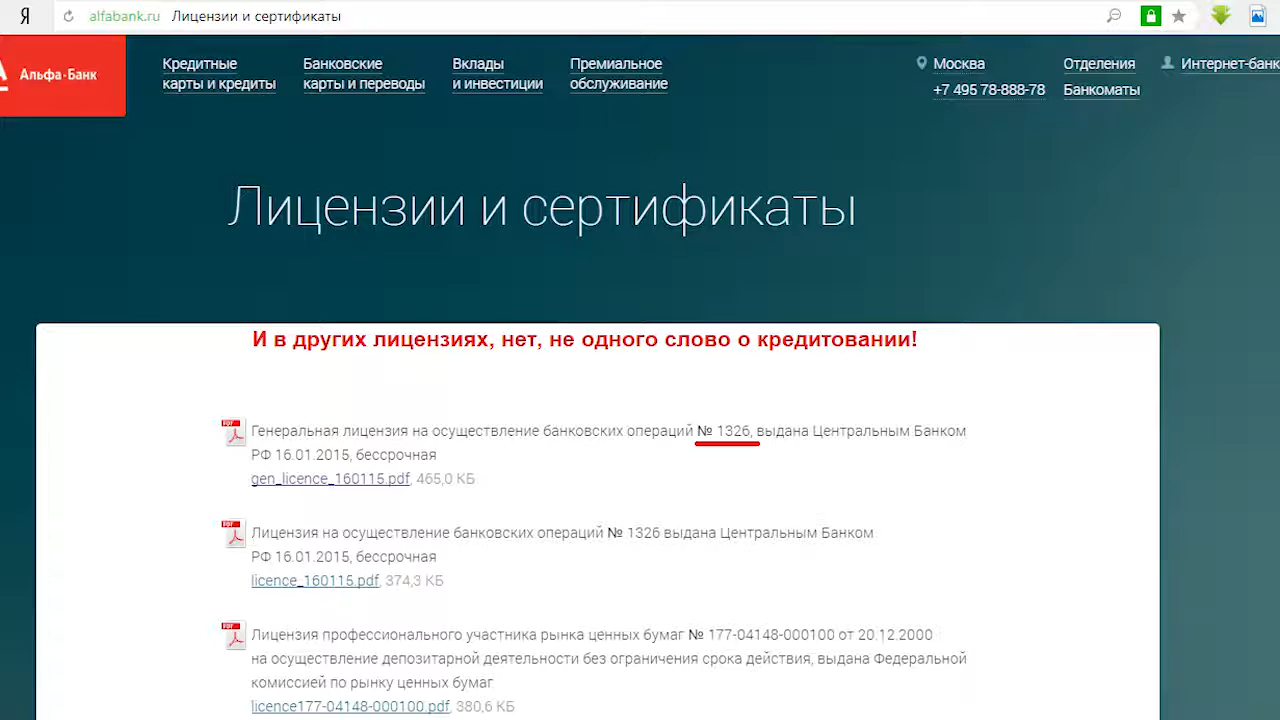 Я alfabank.ru Лицензии и сертификаты
Альфа·Банк
Кредитные
карты и кредиты
Банковские
карты и переводы
Вклады
и инвестиции
Премиальное
обслуживание
Москва
+7 495 78-888-78
Отделения
Банкоматы
Интернет-банк
Лицензии и сертификаты
И в других лицензиях, нет, не одного слово о кредитовании!
Генеральная лицензия на осуществление банковских операций № 1326, выдана Центральным Банком
РФ 16.01.2015, бессрочная
gen_licence_160115.pdf, 465,0 КБ
Лицензия на осуществление банковских операций № 1326 выдана Центральным Банком
РФ 16.01.2015, бессрочная
licence_160115.pdf, 374,3 КБ
Лицензия профессионального участника рынка ценных бумаг № 177-04148-000100 от 20.12.2000
на осуществление депозитарной деятельности без ограничения срока действия, выдана Федеральной
комиссией по рынку ценных бумаг
licence177-04148-000100.pdf, 380,6 КБ